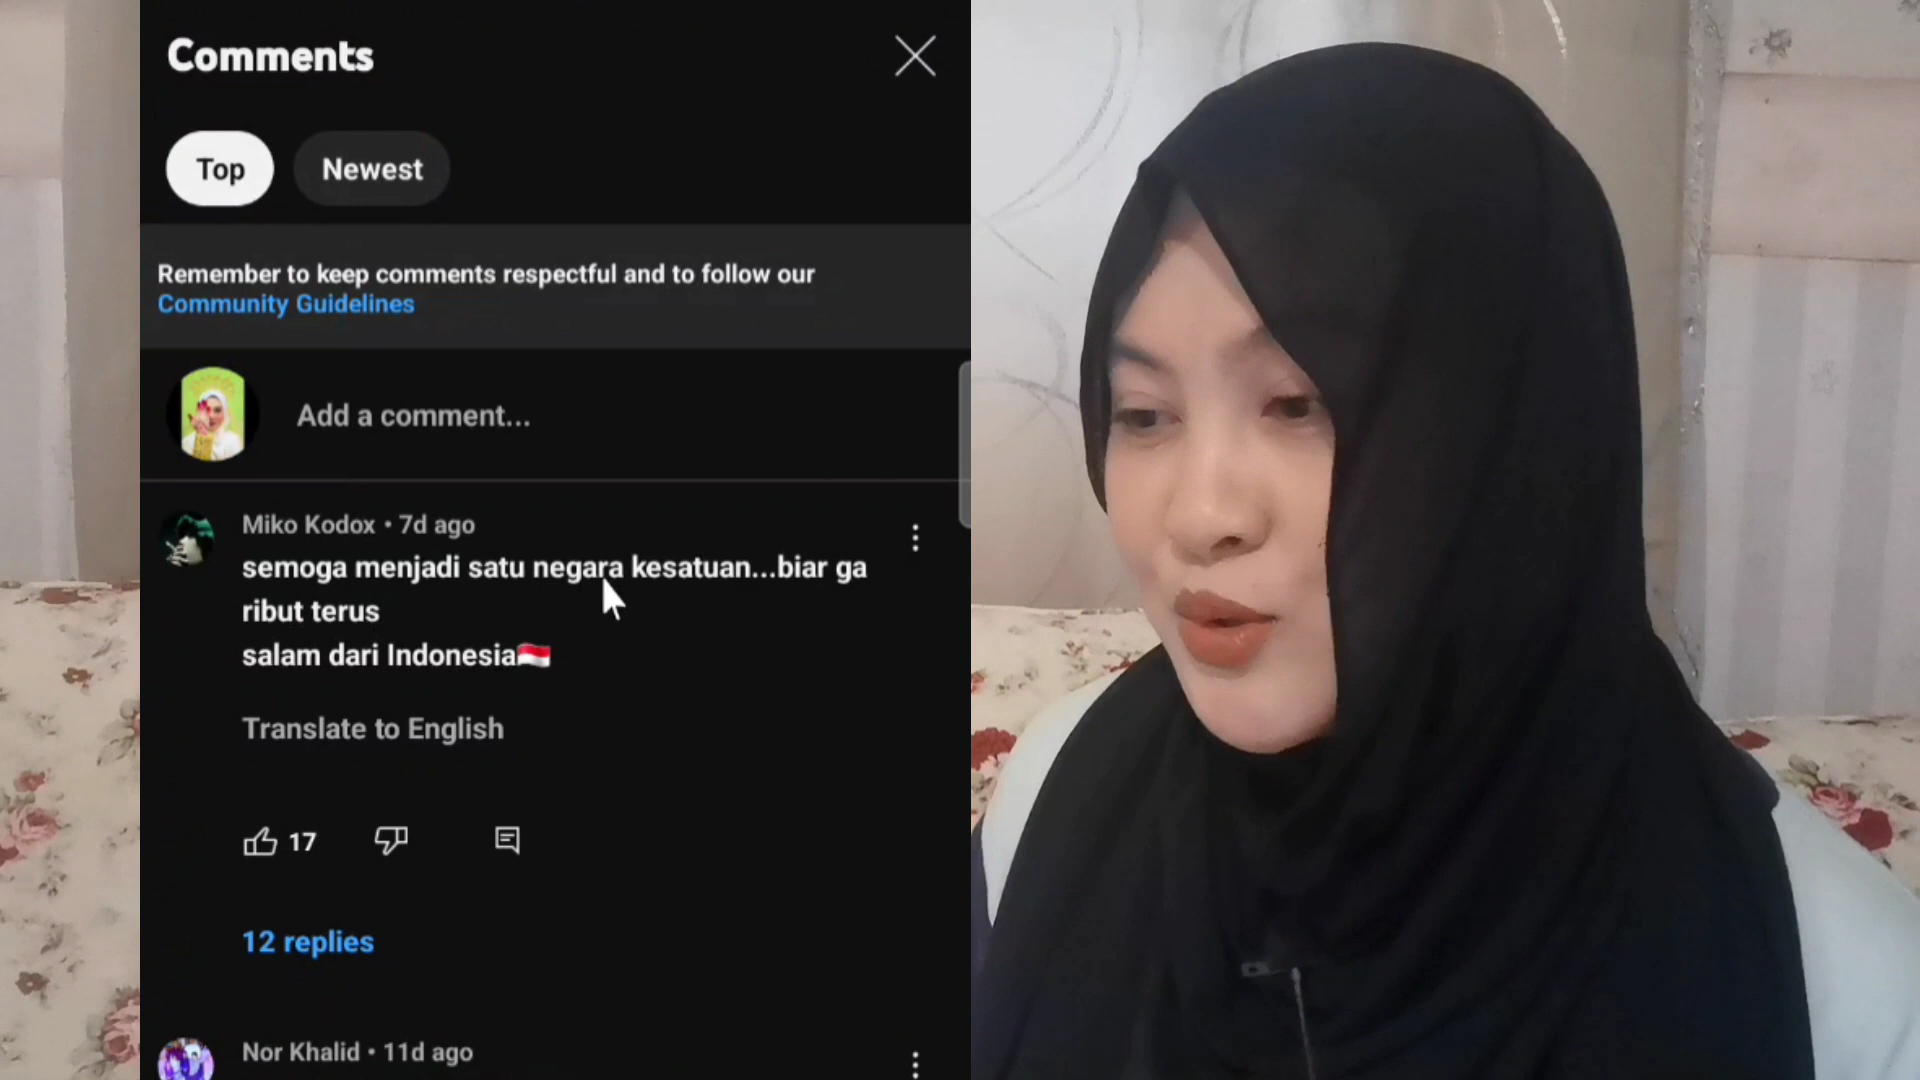 Comments
Top
Newest
Remember to keep comments respectful and to follow our
Community Guidelines
Add a comment...
Miko Kodox • 7d ago
semoga menjadi satu negara kesatuan...biar ga
ribut terus
salam dari Indonesia🇮🇩
Translate to English
17
12 replies
Nor Khalid • 11d ago